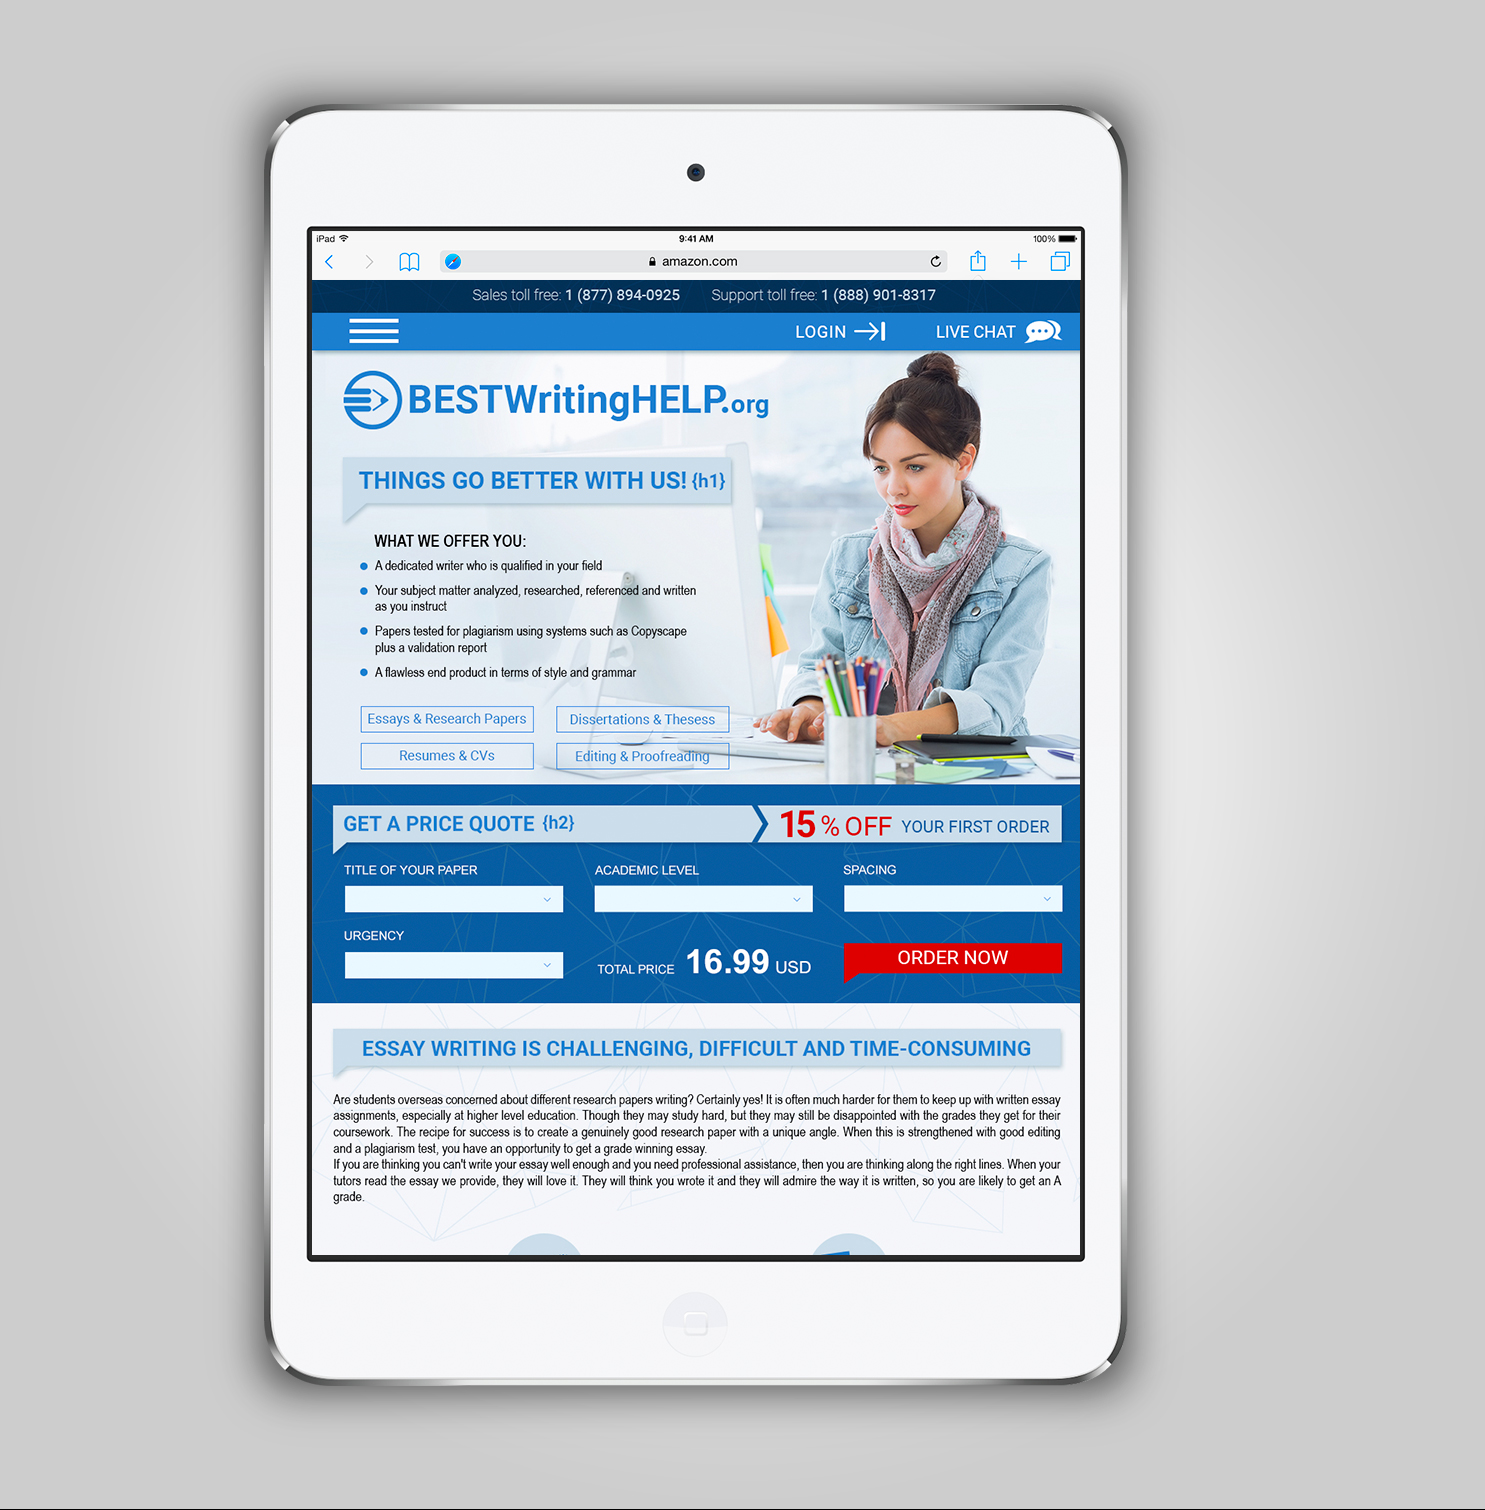 iPad 9:41 AM 100%
amazon.com
Sales toll free: 1 (877) 894-0925 Support toll free: 1 (888) 901-8317
LOGIN LIVE CHAT
BESTWritingHELP.org
THINGS GO BETTER WITH US! {h1}
WHAT WE OFFER YOU:
A dedicated writer who is qualified in your field
Your subject matter analyzed, researched, referenced and written
as you instruct
Papers tested for plagiarism using systems such as Copyscape
plus a validation report
A flawless end product in terms of style and grammar
Essays & Research Papers Dissertations & Thesess
Resumes & CVs Editing & Proofreading
GET A PRICE QUOTE {h2} 15% OFF YOUR FIRST ORDER
TITLE OF YOUR PAPER ACADEMIC LEVEL SPACING
URGENCY
TOTAL PRICE 16.99 USD ORDER NOW
ESSAY WRITING IS CHALLENGING, DIFFICULT AND TIME-CONSUMING
Are students overseas concerned about different research papers writing? Certainly yes! It is often much harder for them to keep up with written essay
assignments, especially at higher level education. Though they may study hard, but they may still be disappointed with the grades they get for their
coursework. The recipe for success is to create a genuinely good research paper with a unique angle. When this is strengthened with good editing
and a plagiarism test, you have an opportunity to get a grade winning essay.
If you are thinking you can't write your essay well enough and you need professional assistance, then you are thinking along the right lines. When your
tutors read the essay we provide, they will love it. They will think you wrote it and they will admire the way it is written, so you are likely to get an A
grade.